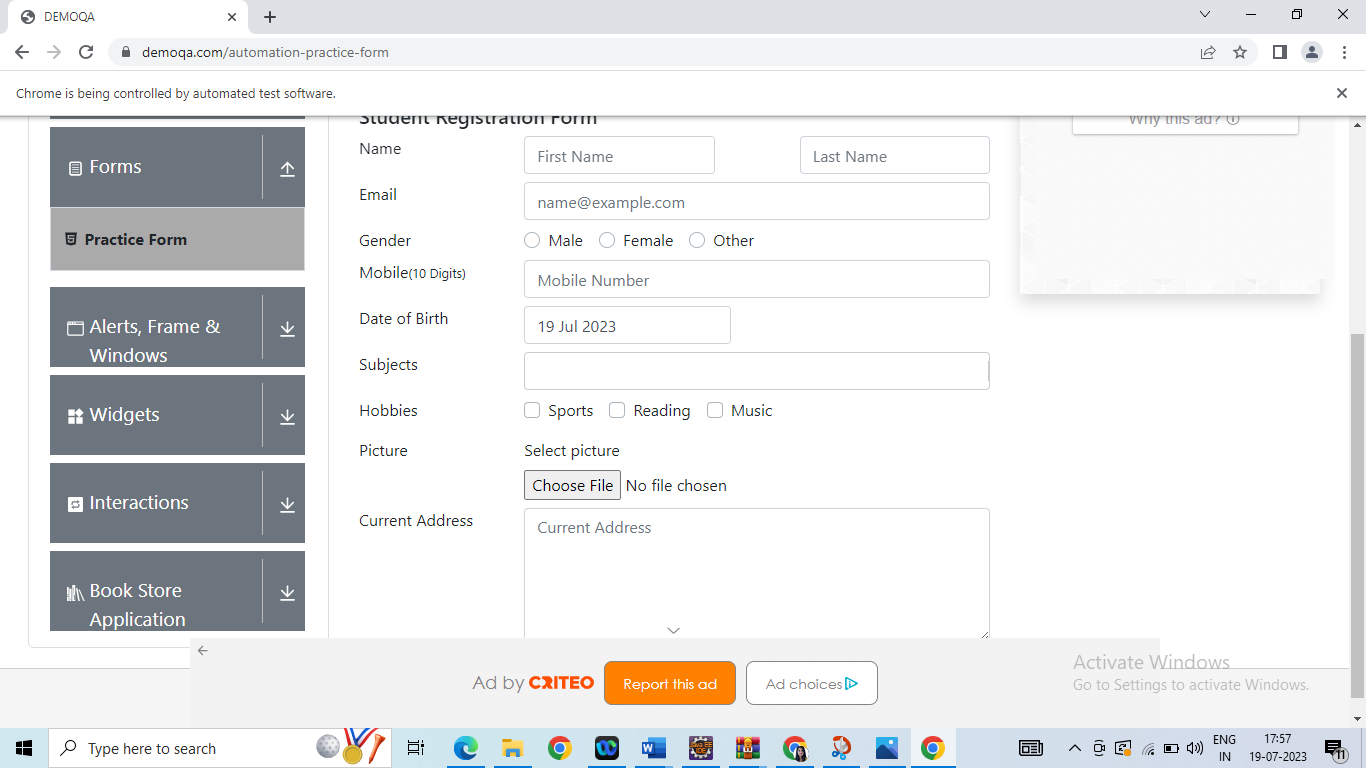 DEMOQA
demoqa.com/automation-practice-form
Chrome is being controlled by automated test software.
Student Registration Form
Why this ad?
Forms
Practice Form
Alerts, Frame &
Windows
Widgets
Interactions
Book Store
Application
Name
First Name
Last Name
Email
name@example.com
Gender
Male
Female
Other
Mobile(10 Digits)
Mobile Number
Date of Birth
19 Jul 2023
Subjects
Hobbies
Sports
Reading
Music
Picture
Select picture
Choose File
No file chosen
Current Address
Current Address
Ad by CRITEO
Report this ad
Ad choices
Activate Windows
Go to Settings to activate Windows.
Type here to search
ENG
IN
17:57
19-07-2023
11